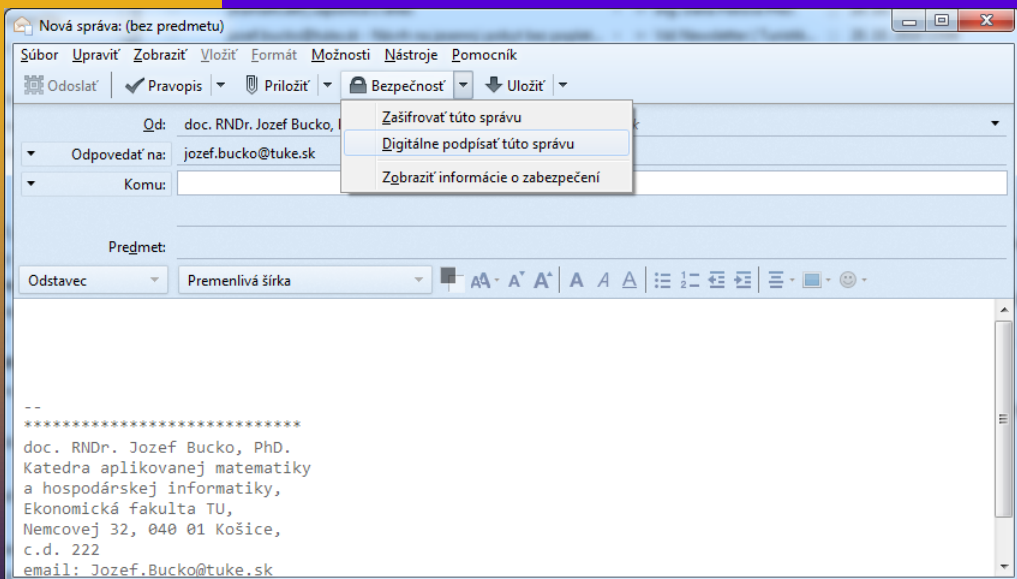 Nová správa: (bez predmetu)
Súbor Upraviť Zobraziť Vložiť Formát Možnosti Nástroje Pomocník
Odoslať Pravopis Priložiť Bezpečnosť Uložiť
Zašifrovať túto správu
Od: doc. RNDr. Jozef Bucko,
Digitálne podpísať túto správu
Odpovedať na: jozef.bucko@tuke.sk
Zobraziť informácie o zabezpečení
Komu:
Predmet:
Odstavec Premenlivá šírka
--
*****************************
doc. RNDr. Jozef Bucko, PhD.
Katedra aplikovanej matematiky
a hospodárskej informatiky,
Ekonomická fakulta TU,
Nemcovej 32, 040 01 Košice,
c.d. 222
email: Jozef.Bucko@tuke.sk